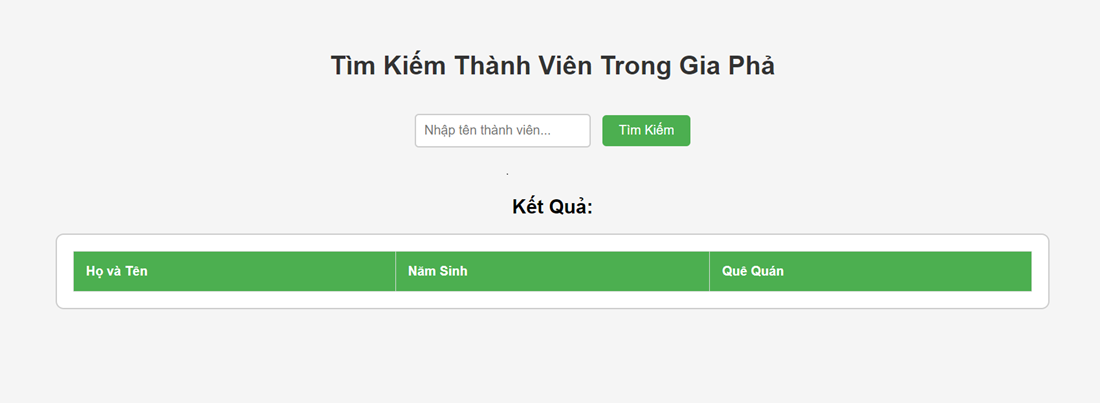 Tìm Kiếm Thành Viên Trong Gia Phả
Nhập tên thành viên... Tìm Kiếm
.
Kết Quả:
Họ và Tên Năm Sinh Quê Quán